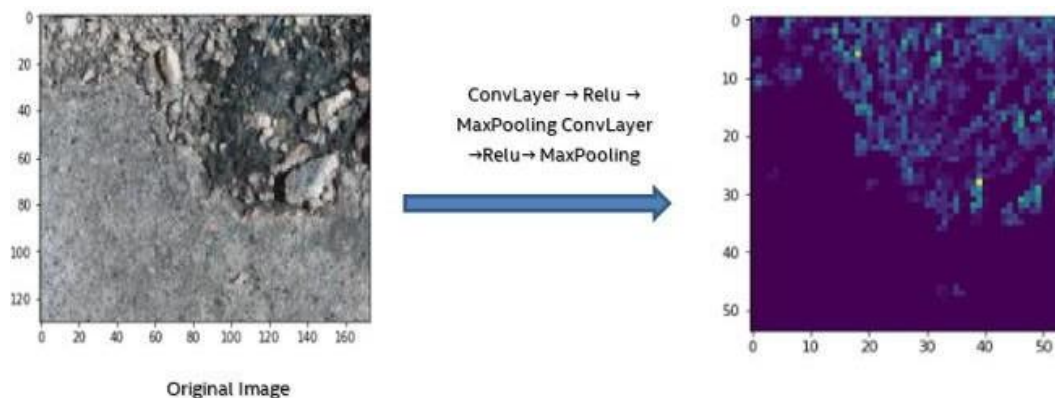 0
20
40
60
80
100
120
0 20 40 60 80 100 120 140 160
Original Image
ConvLayer → Relu →
MaxPooling ConvLayer
→Relu→ MaxPooling
0
10
20
30
40
50
0 10 20 30 40 50